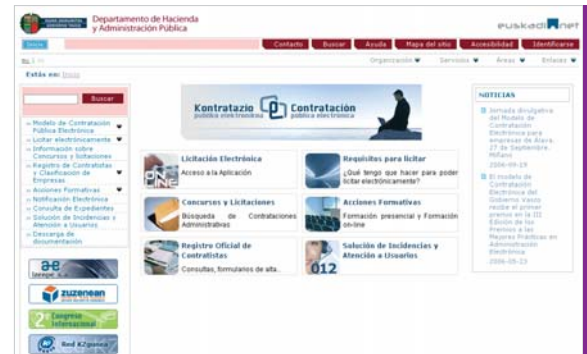 Departamento de Hacienda
y Administración Pública
euskadi net
Inicio
Contacto
Buscar
Ayuda
Mapa del sitio
Accesibilidad
Identificarse
Organización
Servicios
Áreas
Enlaces
Estás en: Inicio
Buscar
Modelo de Contratación
Pública Electrónica
Licitar electrónicamente
Información sobre
Concursos y licitaciones
Registro de Contratistas
y Clasificación de
Empresas
Acciones Formativas
Notificación Electrónica
Consulta de Expedientes
Solución de Incidencias y
Atención a Usuarios
Descarga de
documentación
izenpe s.a.
zuzenean
2º Congreso
Internacional
Red KZgunea
Kontratazio
publiko elektronikoa
Contratación
pública electrónica
Licitación Electrónica
Acceso a la Aplicación
ON
LINE
Requisitos para licitar
¿Qué tengo que hacer para poder
licitar electrónicamente?
Concursos y Licitaciones
Búsqueda de Contrataciones
Administrativas
Acciones Formativas
Formación presencial y Formación
on-line
Registro Oficial de
Contratistas
Consultas, formularios de alta...
012
Solución de Incidencias y
Atención a Usuarios
NOTICIAS
Jornada divulgativa
del Modelo de
Contratación
Electrónica para
empresas de Álava.
27 de Septiembre.
Miñano
2006-09-19
El modelo de
Contratación
Electrónica del
Gobierno Vasco
recibe el primer
premio en la III
Edición de los
Premios a las
Mejores Prácticas en
Administración
Electrónica
2006-05-23